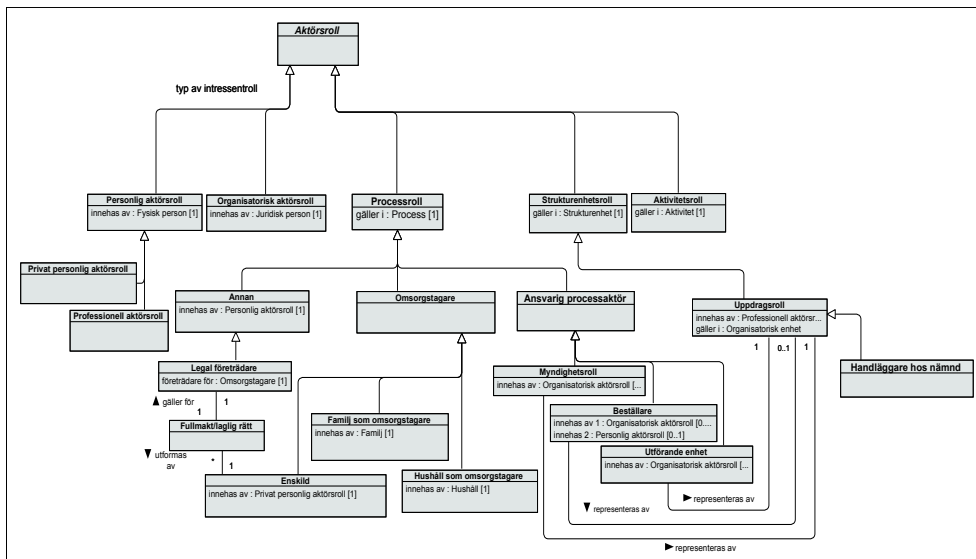 Aktörsroll
typ av intressentroll
Personlig aktörsroll
innehas av : Fysisk person [1]
Organisatorisk aktörsroll
innehas av : Juridisk person [1]
Processroll
gäller i : Process [1]
Strukturenhetsroll
gäller i : Strukturenhet [1]
Aktivitetsroll
gäller i : Aktivitet [1]
Privat personlig aktörsroll
Professionell aktörsroll
Annan
innehas av : Personlig aktörsroll [1]
Omsorgstagare
Ansvarig processaktör
Uppdragsroll
innehas av : Professionell aktörsr...
gäller i : Organisatorisk enhet
1
0..1
1
Handläggare hos nämnd
Legal företrädare
företrädare för : Omsorgstagare [1]
▲ gäller för
1
1
Fullmakt/laglig rätt
▼ utformas
av
*
1
Enskild
innehas av : Privat personlig aktörsroll [1]
Familj som omsorgstagare
innehas av : Familj [1]
Hushåll som omsorgstagare
innehas av : Hushåll [1]
Myndighetsroll
innehas av : Organisatorisk aktörsroll [...
Beställare
innehas av 1 : Organisatorisk aktörsroll [0....
innehas 2 : Personlig aktörsroll [0..1]
Utförande enhet
innehas av : Organisatorisk aktörsroll [...
► representeras av
▼ representeras av
► representeras av